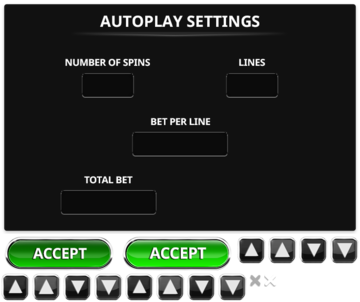 AUTOPLAY SETTINGS
NUMBER OF SPINS LINES
BET PER LINE
TOTAL BET
ACCEPT ACCEPT